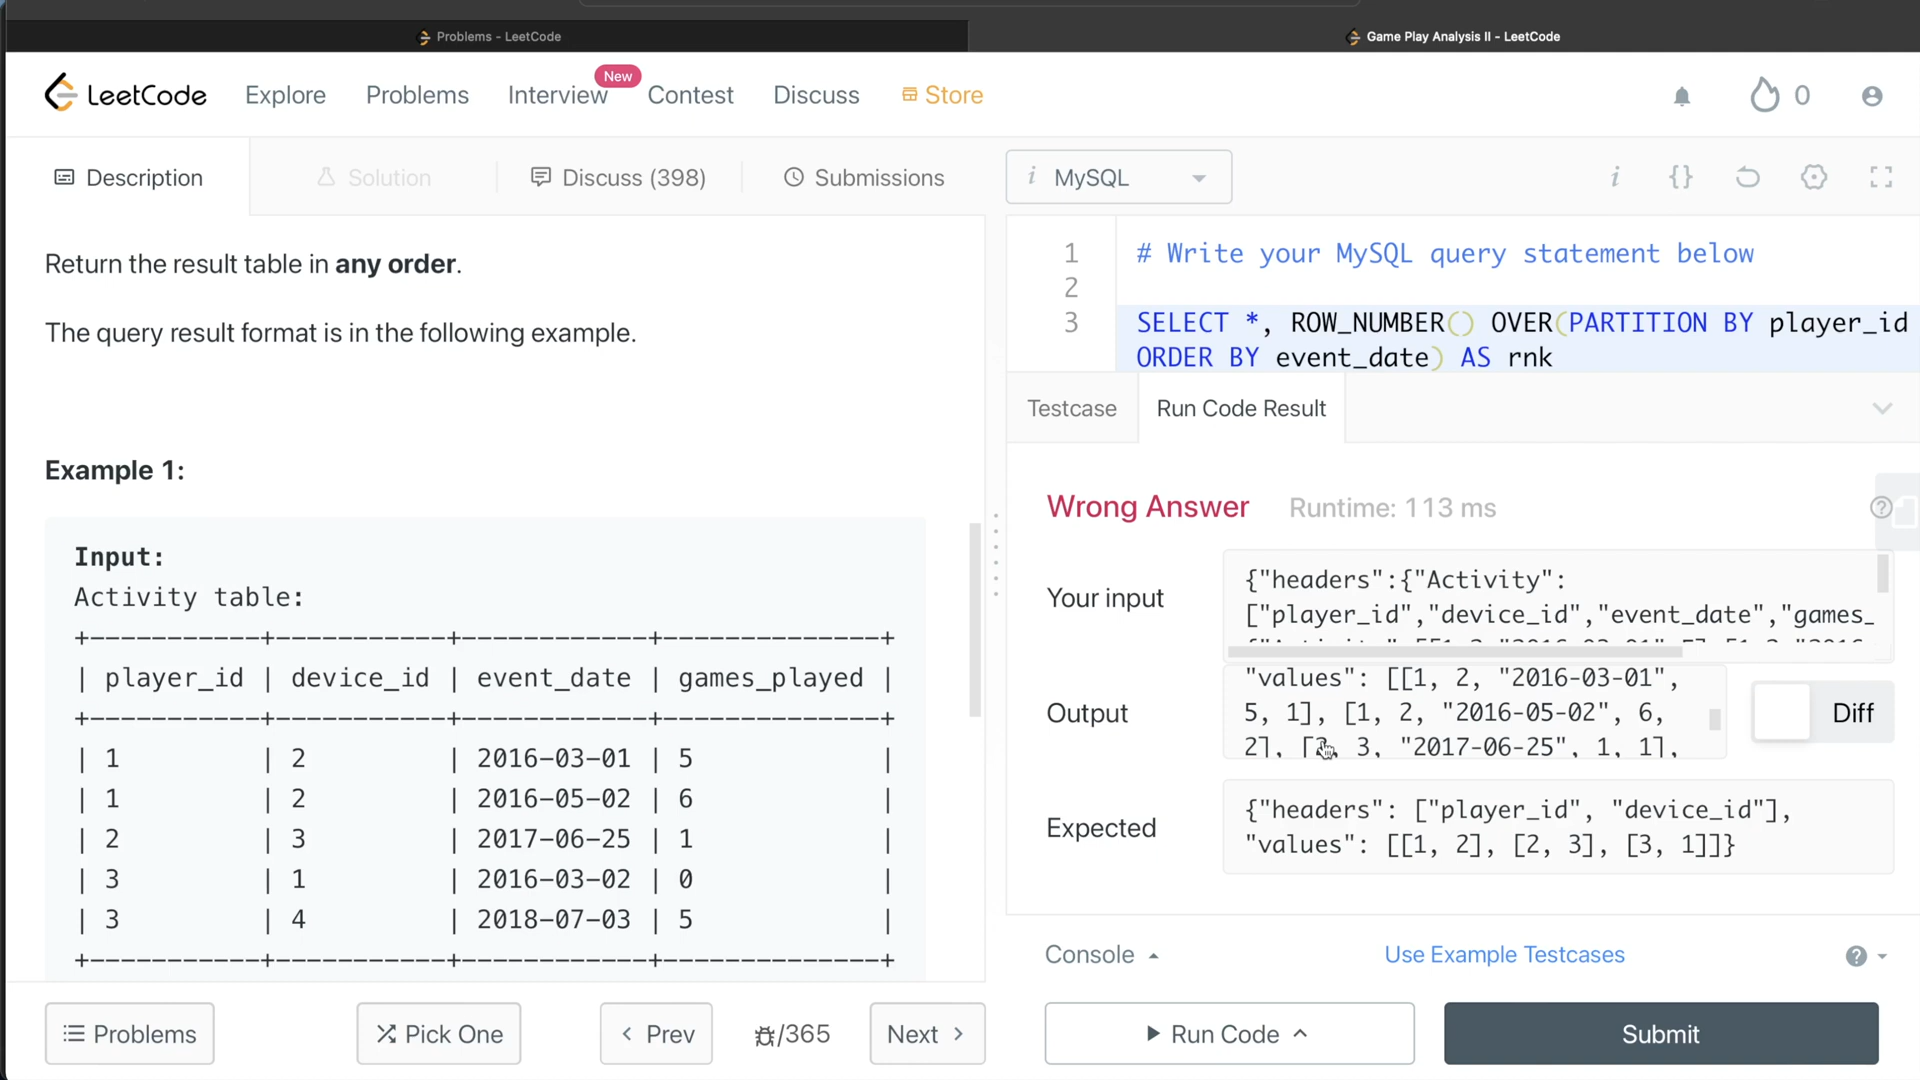 Problems - LeetCode
Game Play Analysis II - LeetCode
LeetCode
Explore
Problems
Interview
New
Contest
Discuss
Store
0
Description
Solution
Discuss (398)
Submissions
Return the result table in any order.
The query result format is in the following example.
Example 1:
Input:
Activity table:
+-----------+-----------+------------+--------------+
| player_id | device_id | event_date | games_played |
+-----------+-----------+------------+--------------+
| 1 | 2 | 2016-03-01 | 5 |
| 1 | 2 | 2016-05-02 | 6 |
| 2 | 3 | 2017-06-25 | 1 |
| 3 | 1 | 2016-03-02 | 0 |
| 3 | 4 | 2018-07-03 | 5 |
+-----------+-----------+------------+--------------+
Problems
Pick One
Prev
/365
Next
i MySQL
i {}
1 # Write your MySQL query statement below
2
3 SELECT *, ROW_NUMBER() OVER(PARTITION BY player_id
ORDER BY event_date) AS rnk
Testcase
Run Code Result
Wrong Answer
Runtime: 113 ms
?
Your input
{"headers":{"Activity":
["player_id","device_id","event_date","games_
Output
"values": [[1, 2, "2016-03-01",
5, 1], [1, 2, "2016-05-02", 6,
2], [2, 3, "2017-06-25", 1, 1],
Diff
Expected
{"headers": ["player_id", "device_id"],
"values": [[1, 2], [2, 3], [3, 1]]}
Console
Use Example Testcases
?
Run Code
Submit